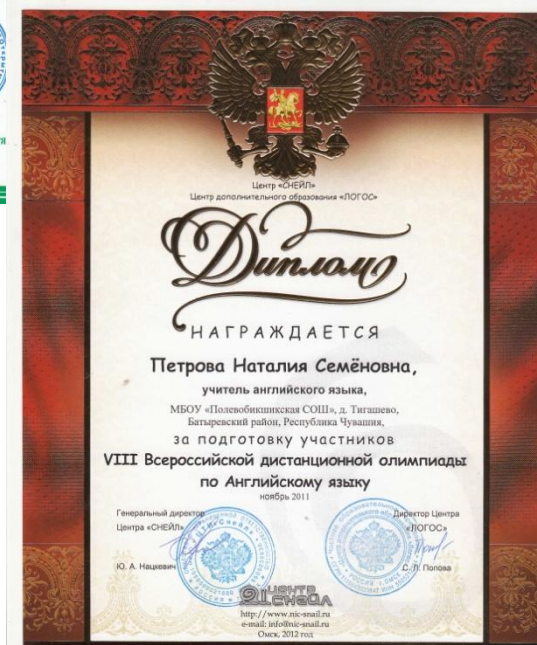 Центр «СНЕЙЛ»
Центр дополнительного образования «ЛОГОС»
Диплом
НАГРАЖДАЕТСЯ
Петрова Наталия Семёновна,
учитель английского языка,
МБОУ «Полевобикшикская СОШ», д. Тигашево,
Батыревский район, Республика Чувашия,
за подготовку участников
VIII Всероссийской дистанционной олимпиады
по Английскому языку
ноябрь 2011
Генеральный директор
Центра «СНЕЙЛ»
Ю. А. Нацкевич
Директор Центра
«ЛОГОС»
С. Л. Попова
ЦЕНТР
СНЕЙЛ
http://www.nic-snail.ru
e-mail: info@nic-snail.ru
Омск, 2012 год